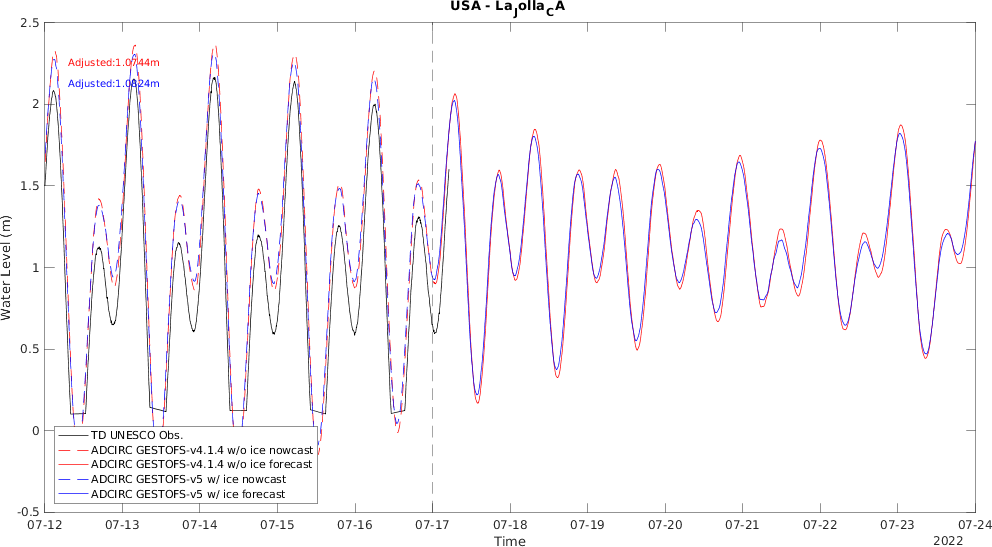 USA - LaJollaCA
2.5
Adjusted:1.0744m
Adjusted:1.0824m
2
1.5
1
0.5
0
-0.5
Water Level (m)
TD UNESCO Obs.
ADCIRC GESTOFS-v4.1.4 w/o ice nowcast
ADCIRC GESTOFS-v4.1.4 w/o ice forecast
ADCIRC GESTOFS-v5 w/ ice nowcast
ADCIRC GESTOFS-v5 w/ ice forecast
07-12 07-13 07-14 07-15 07-16 07-17 07-18 07-19 07-20 07-21 07-22 07-23 07-24
Time
2022